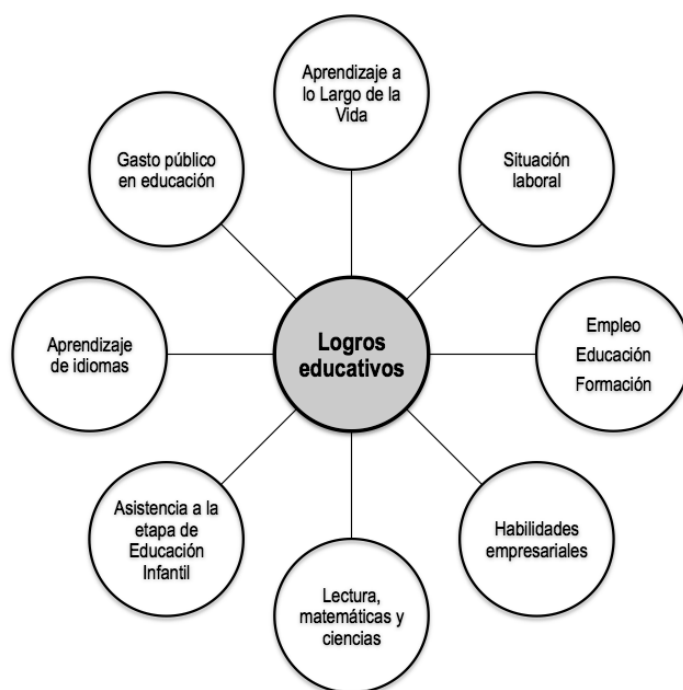 Aprendizaje a
lo Largo de la
Vida
Gasto público
en educación
Situación
laboral
Aprendizaje
de idiomas
Logros
educativos
Empleo
Educación
Formación
Asistencia a la
etapa de
Educación
Infantil
Habilidades
empresariales
Lectura,
matemáticas y
ciencias